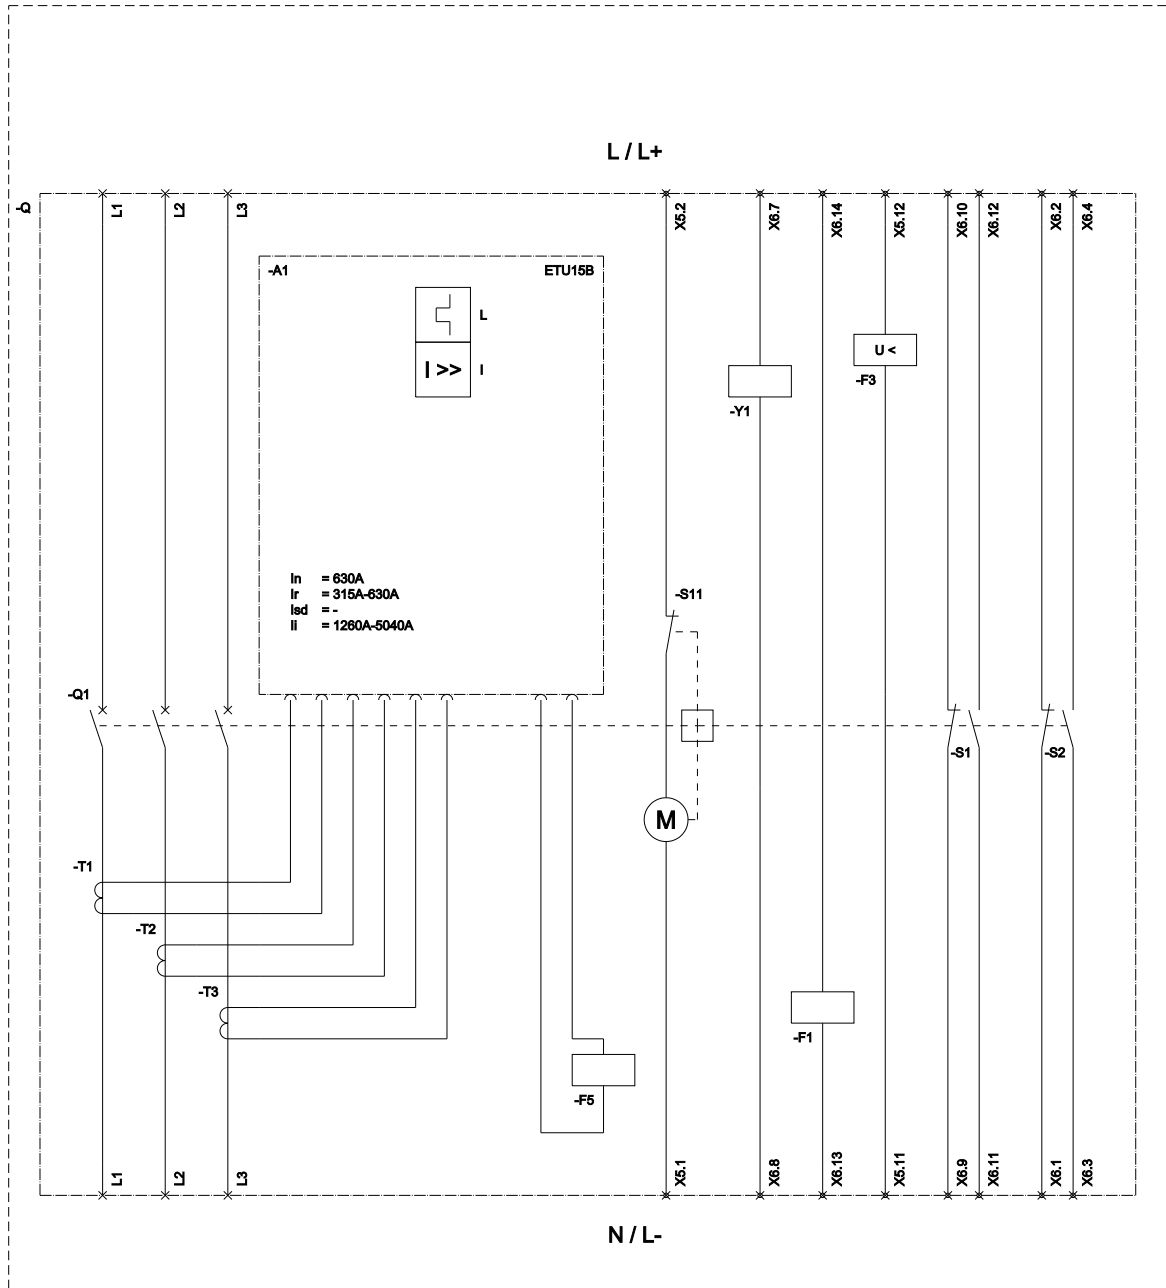 L / L+
-Q
L1
L2
L3
X5.2
X6.7
X6.14
X5.12
X6.10
X6.12
X6.2
X6.4
-A1
ETU15B
L
I >>
I
U <
-F3
-Y1
In = 630A
Ir = 315A-630A
Isd = -
Ii = 1260A-5040A
-S11
-Q1
-S1
-S2
M
-T1
-T2
-T3
-F1
-F5
L1
L2
L3
X5.1
X6.8
X6.13
X5.11
X6.9
X6.11
X6.1
X6.3
N / L-